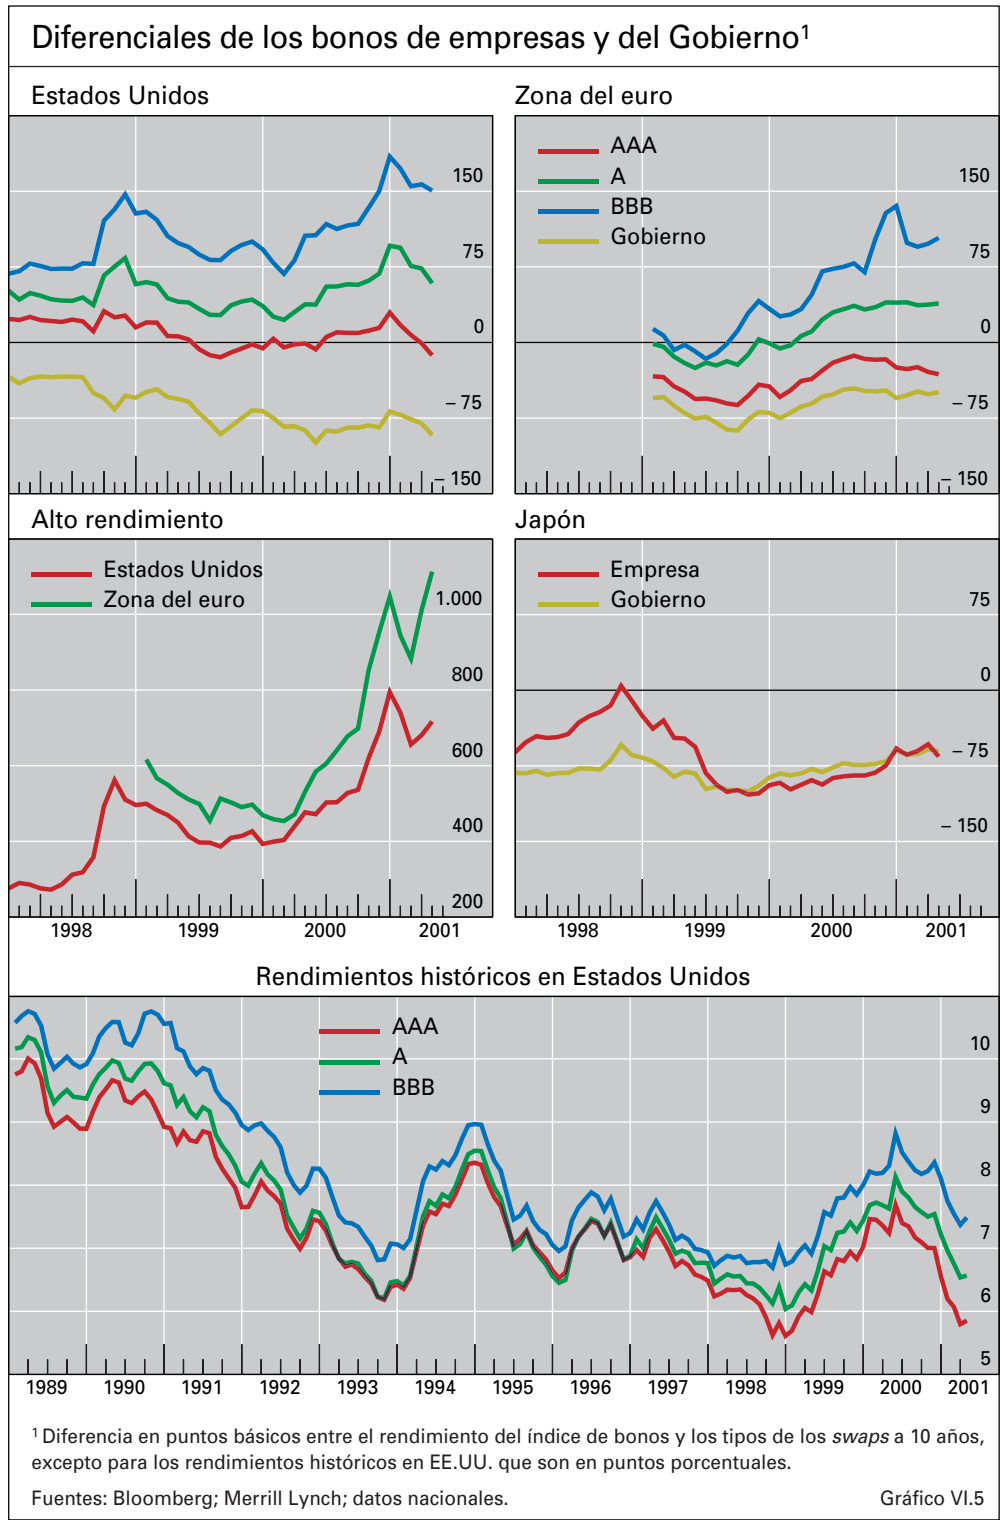 Diferenciales de los bonos de empresas y del Gobierno¹
Estados Unidos
150
75
0
– 75
– 150
Zona del euro
AAA
A
BBB
Gobierno
150
75
0
– 75
– 150
Alto rendimiento
Estados Unidos
Zona del euro
1.000
800
600
400
200
1998 1999 2000 2001
Japón
Empresa
Gobierno
75
0
– 75
– 150
1998 1999 2000 2001
Rendimientos históricos en Estados Unidos
AAA
A
BBB
10
9
8
7
6
5
1989 1990 1991 1992 1993 1994 1995 1996 1997 1998 1999 2000 2001
¹ Diferencia en puntos básicos entre el rendimiento del índice de bonos y los tipos de los swaps a 10 años,
excepto para los rendimientos históricos en EE.UU. que son en puntos porcentuales.
Fuentes: Bloomberg; Merrill Lynch; datos nacionales.
Gráfico VI.5